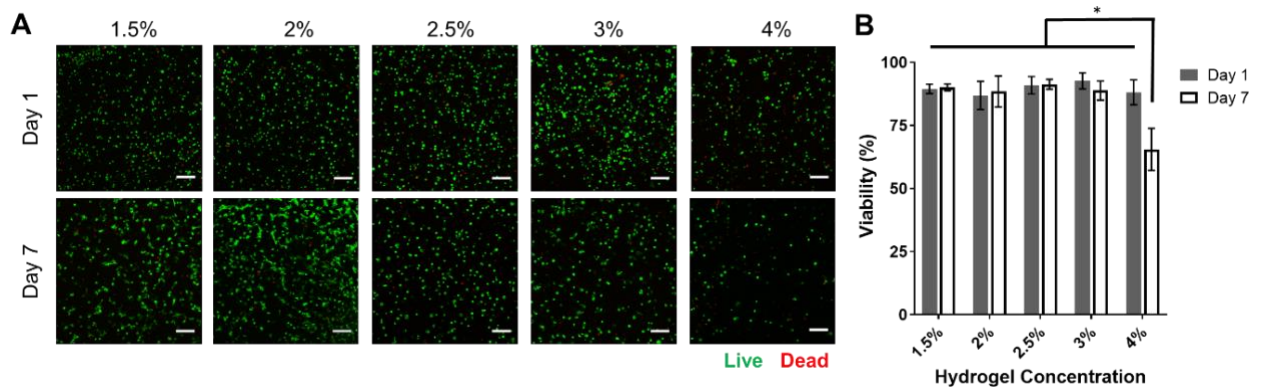 A
1.5% 2% 2.5% 3% 4%
Day 1
Day 7
Live Dead
B
*
100
75
50
25
0
Viability (%)
1.5% 2% 2.5% 3% 4%
Hydrogel Concentration
Day 1
Day 7